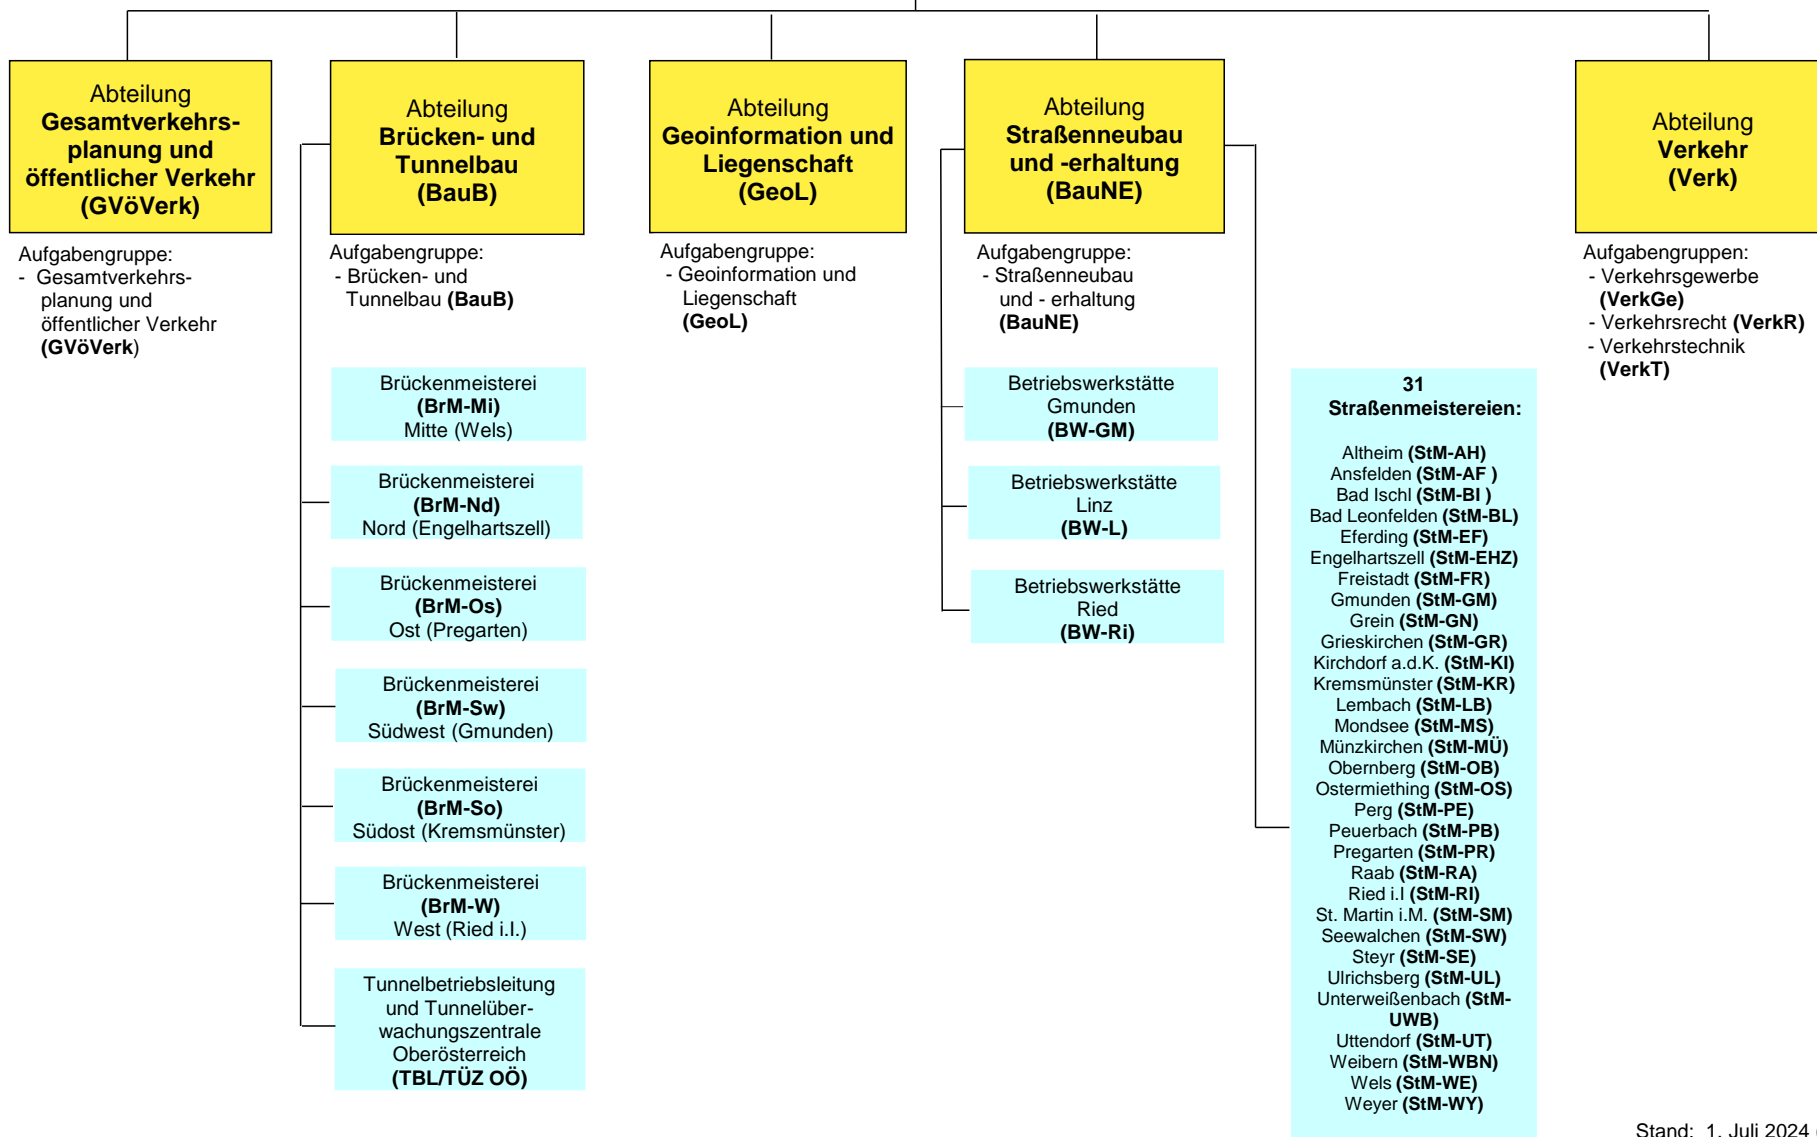 Abteilung
Gesamtverkehrs-
planung und
öffentlicher Verkehr
(GVöVerk)
Aufgabengruppe:
- Gesamtverkehrs-
planung und
öffentlicher Verkehr
(GVöVerk)
Abteilung
Brücken- und
Tunnelbau
(BauB)
Aufgabengruppe:
- Brücken- und
Tunnelbau (BauB)
Brückenmeisterei
(BrM-Mi)
Mitte (Wels)
Brückenmeisterei
(BrM-Nd)
Nord (Engelhartszell)
Brückenmeisterei
(BrM-Os)
Ost (Pregarten)
Brückenmeisterei
(BrM-Sw)
Südwest (Gmunden)
Brückenmeisterei
(BrM-So)
Südost (Kremsmünster)
Brückenmeisterei
(BrM-W)
West (Ried i.I.)
Tunnelbetriebsleitung
und Tunnelüber-
wachungszentrale
Oberösterreich
(TBL/TÜZ OÖ)
Abteilung
Geoinformation und
Liegenschaft
(GeoL)
Aufgabengruppe:
- Geoinformation und
Liegenschaft
(GeoL)
Abteilung
Straßenneubau
und -erhaltung
(BauNE)
Aufgabengruppe:
- Straßenneubau
und - erhaltung
(BauNE)
Betriebswerkstätte
Gmunden
(BW-GM)
Betriebswerkstätte
Linz
(BW-L)
Betriebswerkstätte
Ried
(BW-Ri)
31
Straßenmeistereien:
Altheim (StM-AH)
Ansfelden (StM-AF )
Bad Ischl (StM-BI )
Bad Leonfelden (StM-BL)
Eferding (StM-EF)
Engelhartszell (StM-EHZ)
Freistadt (StM-FR)
Gmunden (StM-GM)
Grein (StM-GN)
Grieskirchen (StM-GR)
Kirchdorf a.d.K. (StM-KI)
Kremsmünster (StM-KR)
Lembach (StM-LB)
Mondsee (StM-MS)
Münzkirchen (StM-MÜ)
Obernberg (StM-OB)
Ostermiething (StM-OS)
Perg (StM-PE)
Peuerbach (StM-PB)
Pregarten (StM-PR)
Raab (StM-RA)
Ried i.I (StM-RI)
St. Martin i.M. (StM-SM)
Seewalchen (StM-SW)
Steyr (StM-SE)
Ulrichsberg (StM-UL)
Unterweißenbach (StM-
UWB)
Uttendorf (StM-UT)
Weibern (StM-WBN)
Wels (StM-WE)
Weyer (StM-WY)
Abteilung
Verkehr
(Verk)
Aufgabengruppen:
- Verkehrsgewerbe
(VerkGe)
- Verkehrsrecht (VerkR)
- Verkehrstechnik
(VerkT)
Stand: 1. Juli 2024